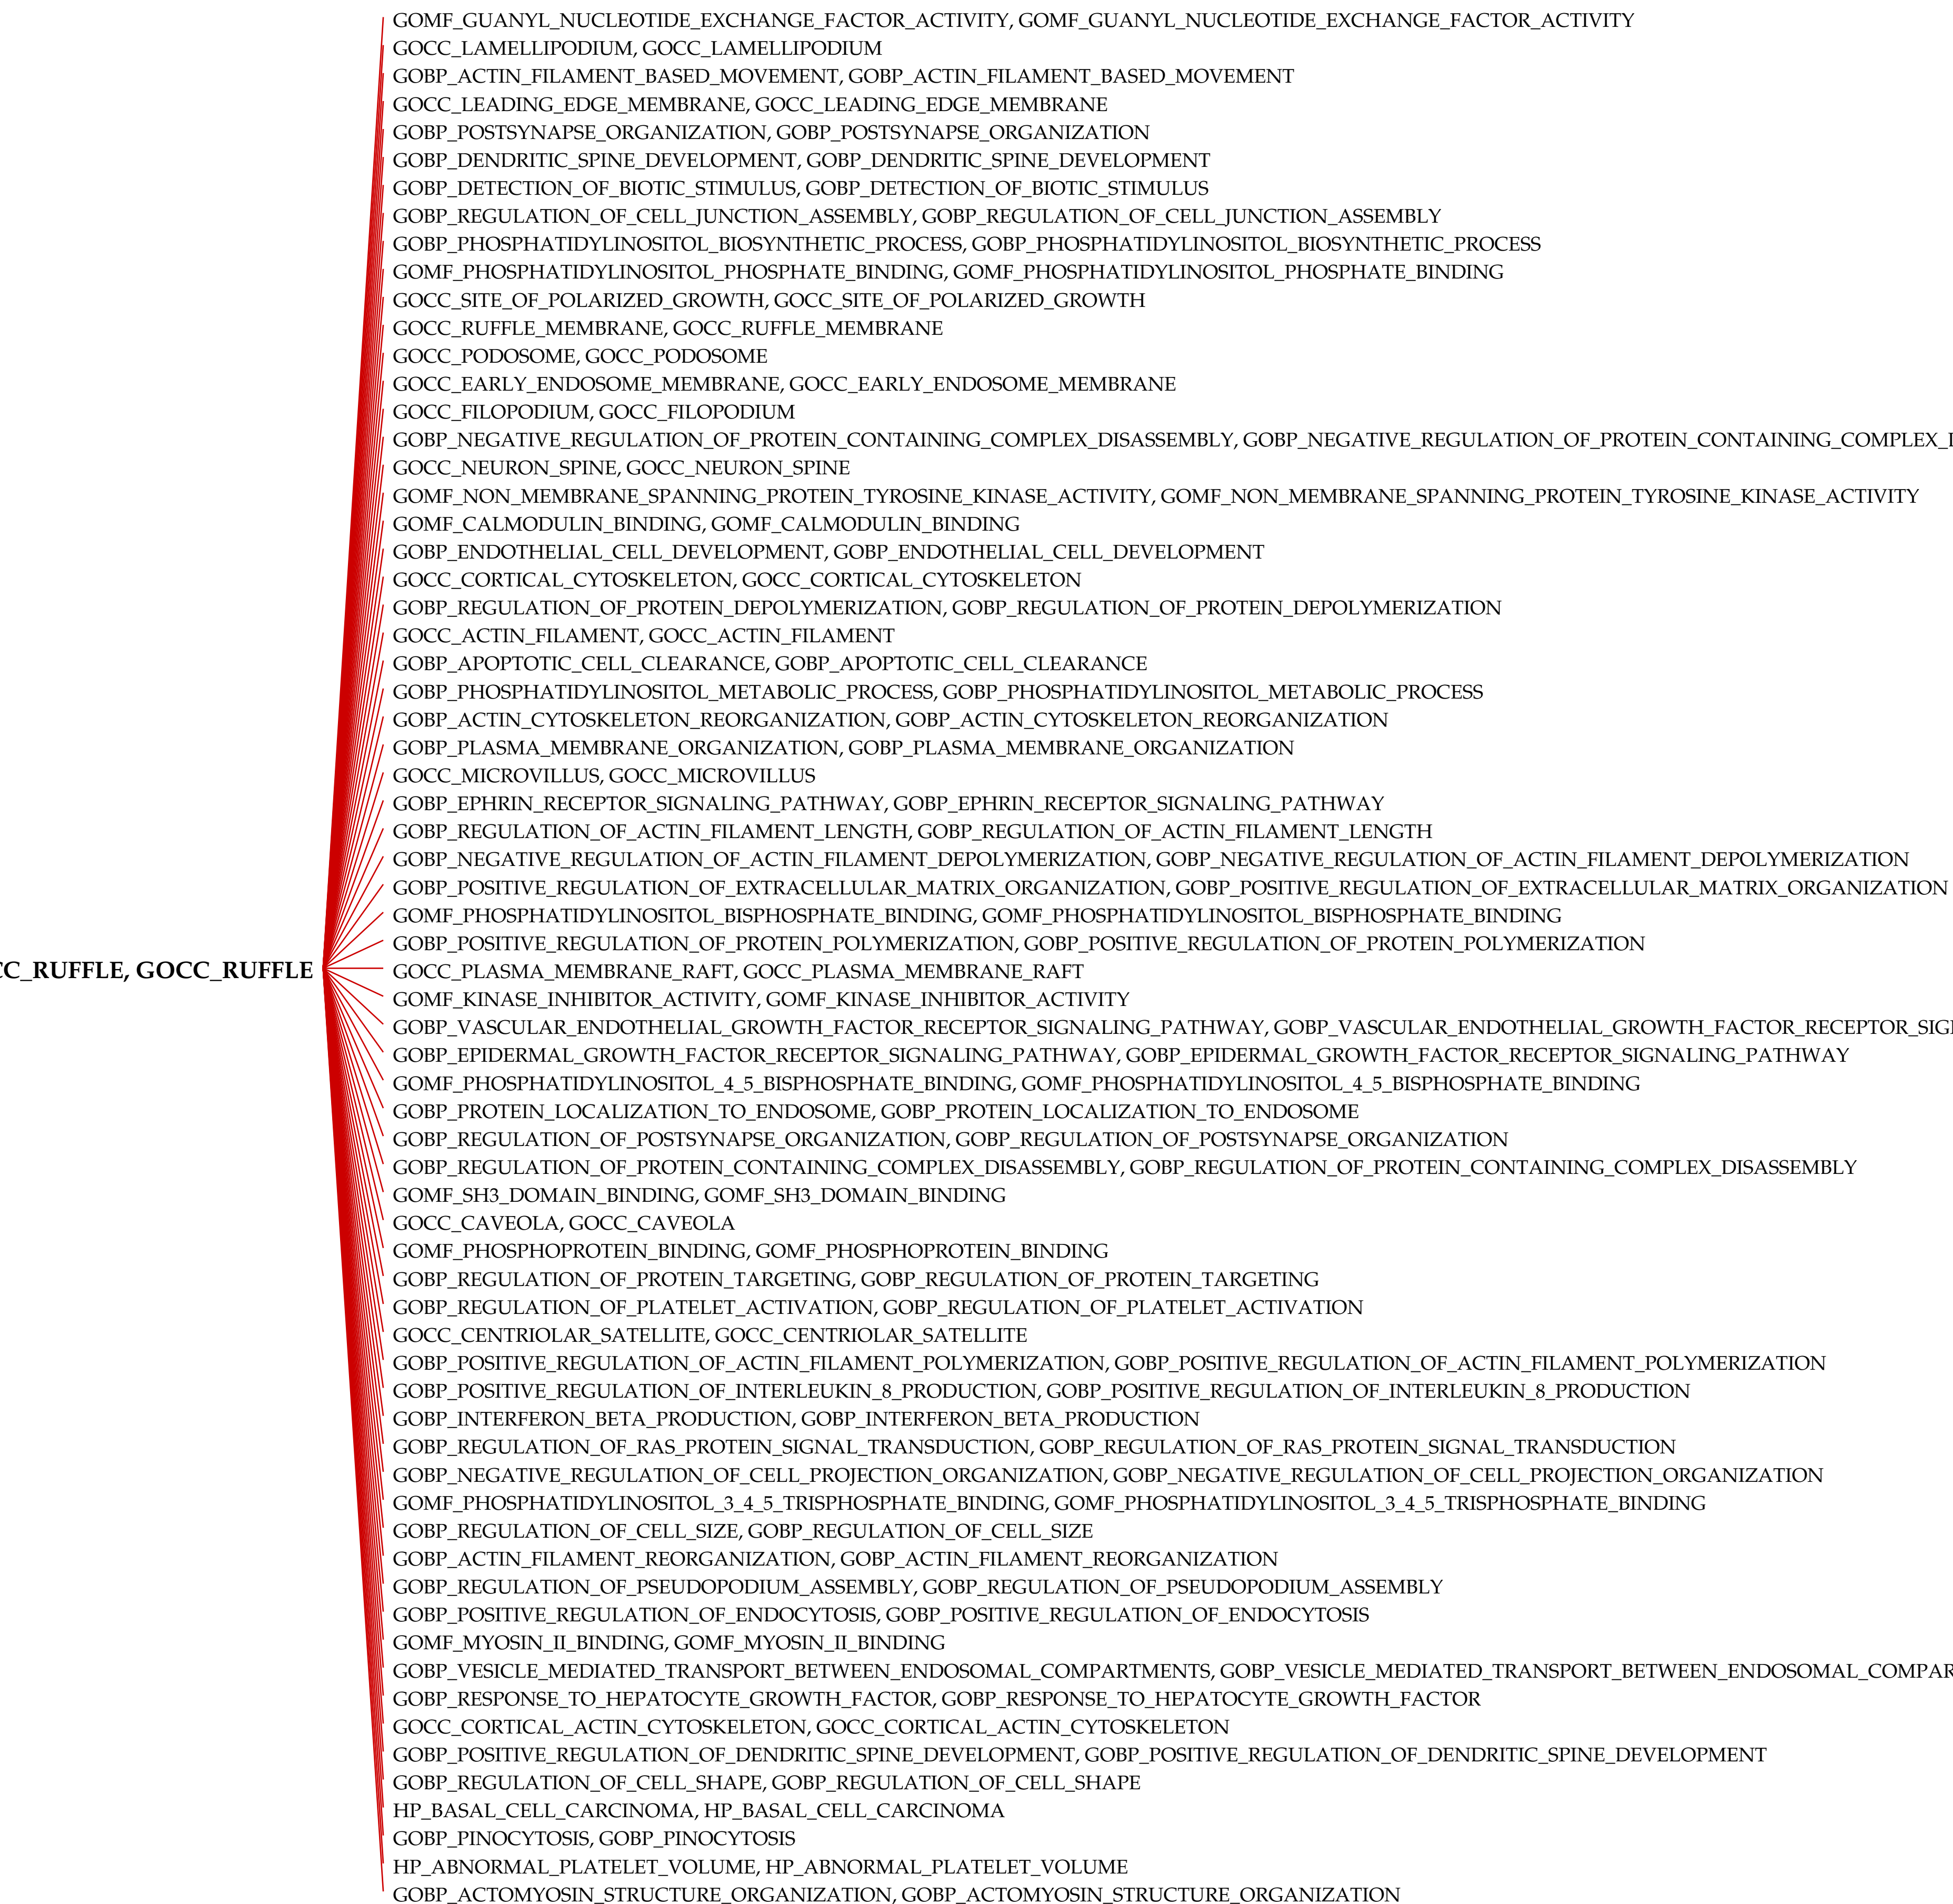 GOMF_GUANYL_NUCLEOTIDE_EXCHANGE_FACTOR_ACTIVITY, GOMF_GUANYL_NUCLEOTIDE_EXCHANGE_FACTOR_ACTIVITY
GOCC_LAMELLIPODIUM, GOCC_LAMELLIPODIUM
GOBP_ACTIN_FILAMENT_BASED_MOVEMENT, GOBP_ACTIN_FILAMENT_BASED_MOVEMENT
GOCC_LEADING_EDGE_MEMBRANE, GOCC_LEADING_EDGE_MEMBRANE
GOBP_POSTSYNAPSE_ORGANIZATION, GOBP_POSTSYNAPSE_ORGANIZATION
GOBP_DENDRITIC_SPINE_DEVELOPMENT, GOBP_DENDRITIC_SPINE_DEVELOPMENT
GOBP_DETECTION_OF_BIOTIC_STIMULUS, GOBP_DETECTION_OF_BIOTIC_STIMULUS
GOBP_REGULATION_OF_CELL_JUNCTION_ASSEMBLY, GOBP_REGULATION_OF_CELL_JUNCTION_ASSEMBLY
GOBP_PHOSPHATIDYLINOSITOL_BIOSYNTHETIC_PROCESS, GOBP_PHOSPHATIDYLINOSITOL_BIOSYNTHETIC_PROCESS
GOMF_PHOSPHATIDYLINOSITOL_PHOSPHATE_BINDING, GOMF_PHOSPHATIDYLINOSITOL_PHOSPHATE_BINDING
GOCC_SITE_OF_POLARIZED_GROWTH, GOCC_SITE_OF_POLARIZED_GROWTH
GOCC_RUFFLE_MEMBRANE, GOCC_RUFFLE_MEMBRANE
GOCC_PODOSOME, GOCC_PODOSOME
GOCC_EARLY_ENDOSOME_MEMBRANE, GOCC_EARLY_ENDOSOME_MEMBRANE
GOCC_FILOPODIUM, GOCC_FILOPODIUM
GOBP_NEGATIVE_REGULATION_OF_PROTEIN_CONTAINING_COMPLEX_DISASSEMBLY, GOBP_NEGATIVE_REGULATION_OF_PROTEIN_CONTAINING_COMPLEX_
GOCC_NEURON_SPINE, GOCC_NEURON_SPINE
GOMF_NON_MEMBRANE_SPANNING_PROTEIN_TYROSINE_KINASE_ACTIVITY, GOMF_NON_MEMBRANE_SPANNING_PROTEIN_TYROSINE_KINASE_ACTIVITY
GOMF_CALMODULIN_BINDING, GOMF_CALMODULIN_BINDING
GOBP_ENDOTHELIAL_CELL_DEVELOPMENT, GOBP_ENDOTHELIAL_CELL_DEVELOPMENT
GOCC_CORTICAL_CYTOSKELETON, GOCC_CORTICAL_CYTOSKELETON
GOBP_REGULATION_OF_PROTEIN_DEPOLYMERIZATION, GOBP_REGULATION_OF_PROTEIN_DEPOLYMERIZATION
GOCC_ACTIN_FILAMENT, GOCC_ACTIN_FILAMENT
GOBP_APOPTOTIC_CELL_CLEARANCE, GOBP_APOPTOTIC_CELL_CLEARANCE
GOBP_PHOSPHATIDYLINOSITOL_METABOLIC_PROCESS, GOBP_PHOSPHATIDYLINOSITOL_METABOLIC_PROCESS
GOBP_ACTIN_CYTOSKELETON_REORGANIZATION, GOBP_ACTIN_CYTOSKELETON_REORGANIZATION
GOBP_PLASMA_MEMBRANE_ORGANIZATION, GOBP_PLASMA_MEMBRANE_ORGANIZATION
GOCC_MICROVILLUS, GOCC_MICROVILLUS
GOBP_EPHRIN_RECEPTOR_SIGNALING_PATHWAY, GOBP_EPHRIN_RECEPTOR_SIGNALING_PATHWAY
GOBP_REGULATION_OF_ACTIN_FILAMENT_LENGTH, GOBP_REGULATION_OF_ACTIN_FILAMENT_LENGTH
GOBP_NEGATIVE_REGULATION_OF_ACTIN_FILAMENT_DEPOLYMERIZATION, GOBP_NEGATIVE_REGULATION_OF_ACTIN_FILAMENT_DEPOLYMERIZATION
GOBP_POSITIVE_REGULATION_OF_EXTRACELLULAR_MATRIX_ORGANIZATION, GOBP_POSITIVE_REGULATION_OF_EXTRACELLULAR_MATRIX_ORGANIZATION
GOMF_PHOSPHATIDYLINOSITOL_BISPHOSPHATE_BINDING, GOMF_PHOSPHATIDYLINOSITOL_BISPHOSPHATE_BINDING
GOBP_POSITIVE_REGULATION_OF_PROTEIN_POLYMERIZATION, GOBP_POSITIVE_REGULATION_OF_PROTEIN_POLYMERIZATION
CC_RUFFLE, GOCC_RUFFLE
GOCC_PLASMA_MEMBRANE_RAFT, GOCC_PLASMA_MEMBRANE_RAFT
GOMF_KINASE_INHIBITOR_ACTIVITY, GOMF_KINASE_INHIBITOR_ACTIVITY
GOBP_VASCULAR_ENDOTHELIAL_GROWTH_FACTOR_RECEPTOR_SIGNALING_PATHWAY, GOBP_VASCULAR_ENDOTHELIAL_GROWTH_FACTOR_RECEPTOR_SIG
GOBP_EPIDERMAL_GROWTH_FACTOR_RECEPTOR_SIGNALING_PATHWAY, GOBP_EPIDERMAL_GROWTH_FACTOR_RECEPTOR_SIGNALING_PATHWAY
GOMF_PHOSPHATIDYLINOSITOL_4_5_BISPHOSPHATE_BINDING, GOMF_PHOSPHATIDYLINOSITOL_4_5_BISPHOSPHATE_BINDING
GOBP_PROTEIN_LOCALIZATION_TO_ENDOSOME, GOBP_PROTEIN_LOCALIZATION_TO_ENDOSOME
GOBP_REGULATION_OF_POSTSYNAPSE_ORGANIZATION, GOBP_REGULATION_OF_POSTSYNAPSE_ORGANIZATION
GOBP_REGULATION_OF_PROTEIN_CONTAINING_COMPLEX_DISASSEMBLY, GOBP_REGULATION_OF_PROTEIN_CONTAINING_COMPLEX_DISASSEMBLY
GOMF_SH3_DOMAIN_BINDING, GOMF_SH3_DOMAIN_BINDING
GOCC_CAVEOLA, GOCC_CAVEOLA
GOMF_PHOSPHOPROTEIN_BINDING, GOMF_PHOSPHOPROTEIN_BINDING
GOBP_REGULATION_OF_PROTEIN_TARGETING, GOBP_REGULATION_OF_PROTEIN_TARGETING
GOBP_REGULATION_OF_PLATELET_ACTIVATION, GOBP_REGULATION_OF_PLATELET_ACTIVATION
GOCC_CENTRIOLAR_SATELLITE, GOCC_CENTRIOLAR_SATELLITE
GOBP_POSITIVE_REGULATION_OF_ACTIN_FILAMENT_POLYMERIZATION, GOBP_POSITIVE_REGULATION_OF_ACTIN_FILAMENT_POLYMERIZATION
GOBP_POSITIVE_REGULATION_OF_INTERLEUKIN_8_PRODUCTION, GOBP_POSITIVE_REGULATION_OF_INTERLEUKIN_8_PRODUCTION
GOBP_INTERFERON_BETA_PRODUCTION, GOBP_INTERFERON_BETA_PRODUCTION
GOBP_REGULATION_OF_RAS_PROTEIN_SIGNAL_TRANSDUCTION, GOBP_REGULATION_OF_RAS_PROTEIN_SIGNAL_TRANSDUCTION
GOBP_NEGATIVE_REGULATION_OF_CELL_PROJECTION_ORGANIZATION, GOBP_NEGATIVE_REGULATION_OF_CELL_PROJECTION_ORGANIZATION
GOMF_PHOSPHATIDYLINOSITOL_3_4_5_TRISPHOSPHATE_BINDING, GOMF_PHOSPHATIDYLINOSITOL_3_4_5_TRISPHOSPHATE_BINDING
GOBP_REGULATION_OF_CELL_SIZE, GOBP_REGULATION_OF_CELL_SIZE
GOBP_ACTIN_FILAMENT_REORGANIZATION, GOBP_ACTIN_FILAMENT_REORGANIZATION
GOBP_REGULATION_OF_PSEUDOPODIUM_ASSEMBLY, GOBP_REGULATION_OF_PSEUDOPODIUM_ASSEMBLY
GOBP_POSITIVE_REGULATION_OF_ENDOCYTOSIS, GOBP_POSITIVE_REGULATION_OF_ENDOCYTOSIS
GOMF_MYOSIN_II_BINDING, GOMF_MYOSIN_II_BINDING
GOBP_VESICLE_MEDIATED_TRANSPORT_BETWEEN_ENDOSOMAL_COMPARTMENTS, GOBP_VESICLE_MEDIATED_TRANSPORT_BETWEEN_ENDOSOMAL_COMPAR
GOBP_RESPONSE_TO_HEPATOCYTE_GROWTH_FACTOR, GOBP_RESPONSE_TO_HEPATOCYTE_GROWTH_FACTOR
GOCC_CORTICAL_ACTIN_CYTOSKELETON, GOCC_CORTICAL_ACTIN_CYTOSKELETON
GOBP_POSITIVE_REGULATION_OF_DENDRITIC_SPINE_DEVELOPMENT, GOBP_POSITIVE_REGULATION_OF_DENDRITIC_SPINE_DEVELOPMENT
GOBP_REGULATION_OF_CELL_SHAPE, GOBP_REGULATION_OF_CELL_SHAPE
HP_BASAL_CELL_CARCINOMA, HP_BASAL_CELL_CARCINOMA
GOBP_PINOCYTOSIS, GOBP_PINOCYTOSIS
HP_ABNORMAL_PLATELET_VOLUME, HP_ABNORMAL_PLATELET_VOLUME
GOBP_ACTOMYOSIN_STRUCTURE_ORGANIZATION, GOBP_ACTOMYOSIN_STRUCTURE_ORGANIZATION